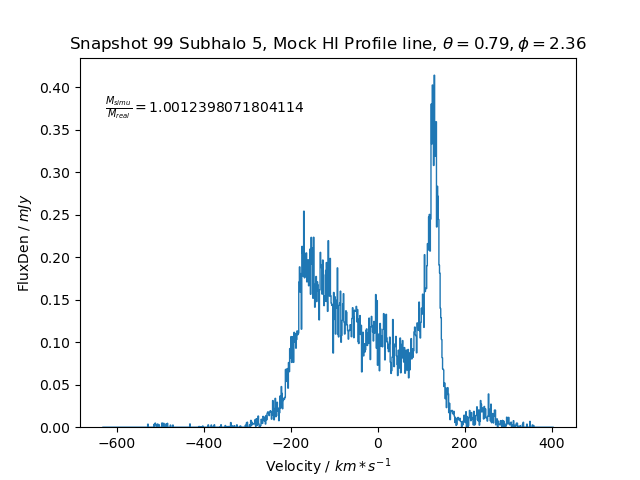 Snapshot 99 Subhalo 5, Mock HI Profile line, θ = 0.79, ϕ = 2.36
M_simu/M_real = 1.0012398071804114
FluxDen / mJy
0.40
0.35
0.30
0.25
0.20
0.15
0.10
0.05
0.00
−600 −400 −200 0 200 400
Velocity / km * s⁻¹